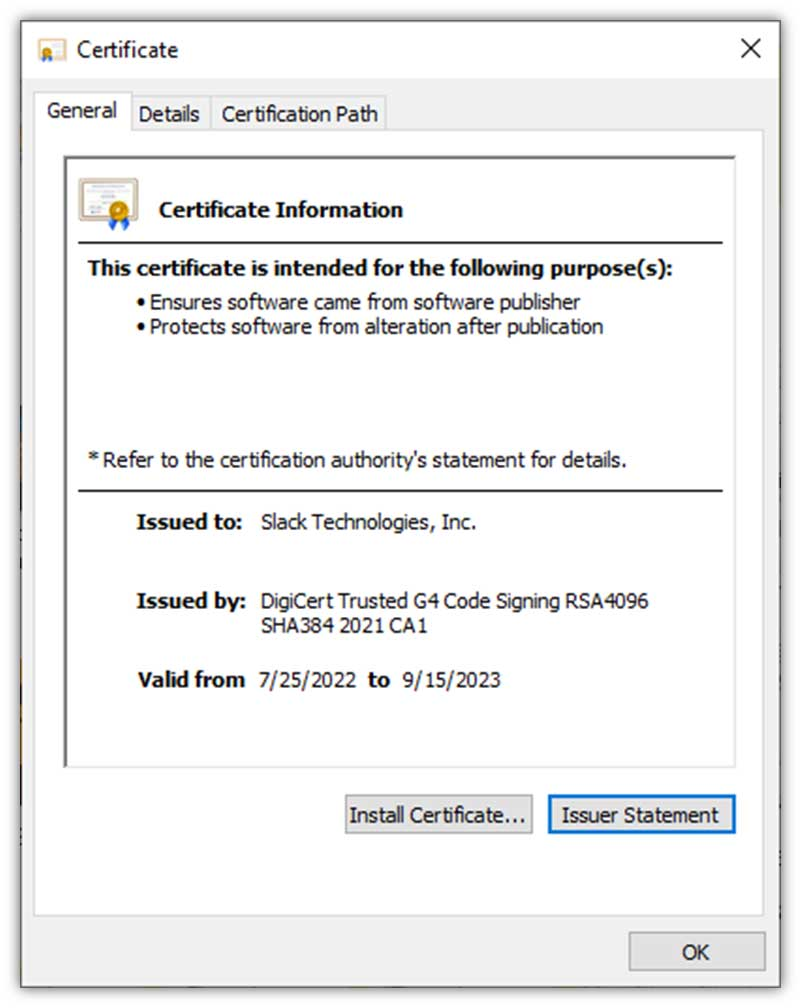 Certificate
General
Details
Certification Path
Certificate Information
This certificate is intended for the following purpose(s):
• Ensures software came from software publisher
• Protects software from alteration after publication
* Refer to the certification authority's statement for details.
Issued to: Slack Technologies, Inc.
Issued by: DigiCert Trusted G4 Code Signing RSA4096
SHA384 2021 CA1
Valid from 7/25/2022 to 9/15/2023
Install Certificate...
Issuer Statement
OK